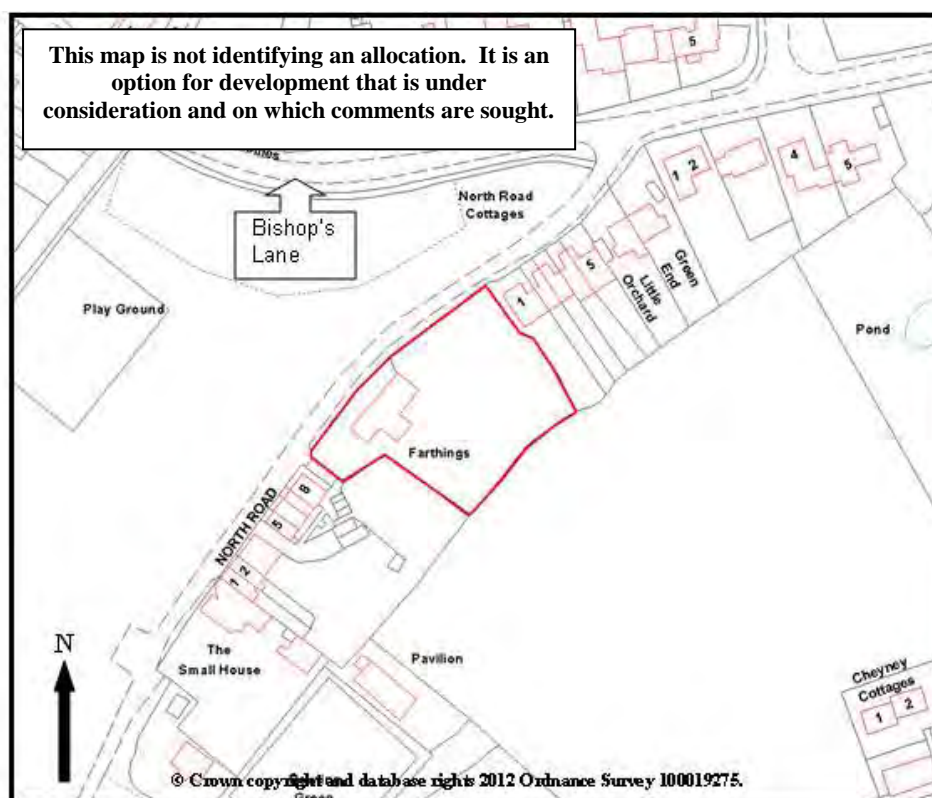 This map is not identifying an allocation. It is an
option for development that is under
consideration and on which comments are sought.
5
Bishop's
Lane
North Road
Cottages
1 2
4
5
Play Ground
1
5
Little
Orchard
Green
End
Pond
Farthings
8
5
NORTH ROAD
1 2
N
The
Small House
Pavilion
Cheyney
Cottages
1 2
© Crown copyright and database rights 2012 Ordnance Survey 100019275.
Green